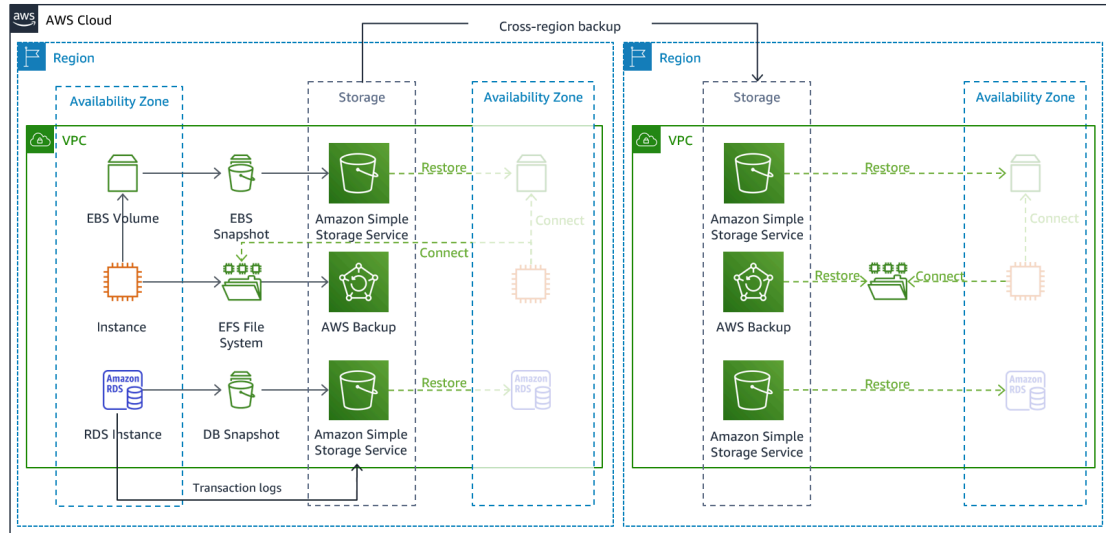 aws
AWS Cloud
Cross-region backup
Region
Availability Zone
Storage
Availability Zone
VPC
EBS Volume
EBS
Snapshot
Amazon Simple
Storage Service
Restore
Connect
Connect
Instance
EFS File
System
AWS Backup
Amazon
RDS
RDS Instance
DB Snapshot
Amazon Simple
Storage Service
Restore
Amazon
RDS
Transaction logs
Region
Storage
Availability Zone
VPC
Amazon Simple
Storage Service
Restore
Connect
AWS Backup
Restore
Connect
Amazon Simple
Storage Service
Restore
Amazon
RDS